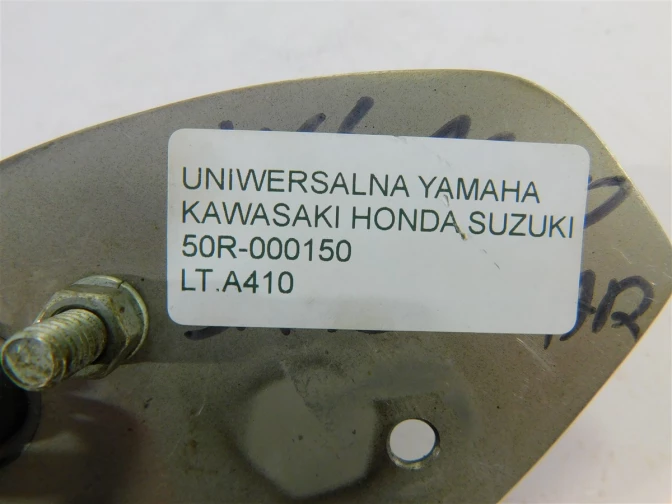 UNIWERSALNA YAMAHA
KAWASAKI HONDA SUZUKI
50R-000150
LT.A410